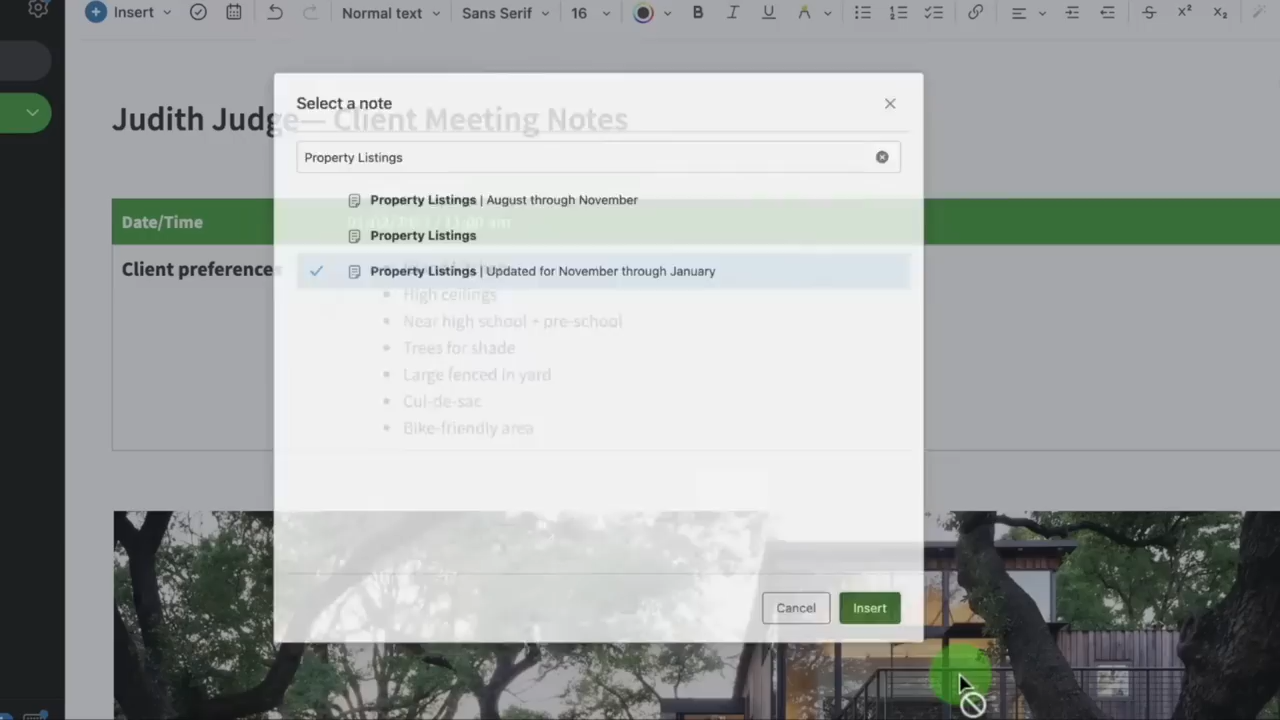 Insert
Normal text
Sans Serif
16
B I U A S X² X₂
Select a note
Judith Judge— Client Meeting Notes
Property Listings
Property Listings | August through November
Date/Time
Property Listings
Client preference
Property Listings | Updated for November through January
High ceilings
Near high school + pre-school
Trees for shade
Large fenced in yard
Cul-de-sac
Bike-friendly area
Cancel
Insert